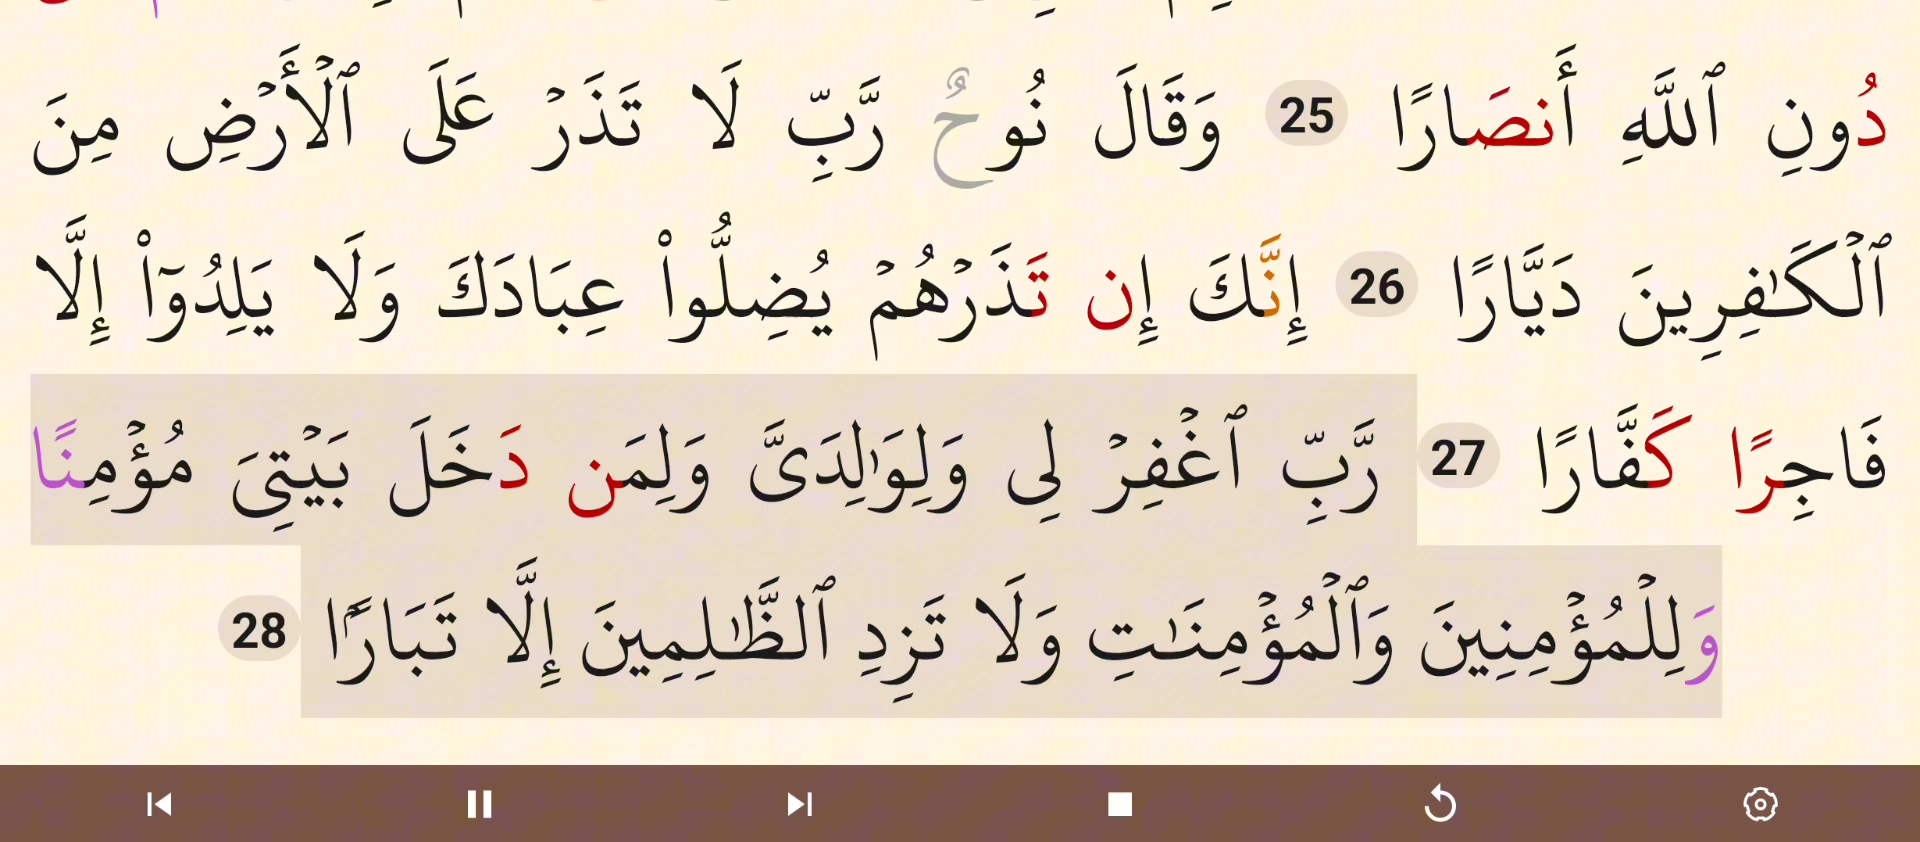 دُونِ ٱللَّهِ أَنصَارًا 25 وَقَالَ نُوحٌ رَّبِّ لَا تَذَرْ عَلَى ٱلْأَرْضِ مِنَ
ٱلْكَـٰفِرِينَ دَيَّارًا 26 إِنَّكَ إِن تَذَرْهُمْ يُضِلُّوا۟ عِبَادَكَ وَلَا يَلِدُوٓا۟ إِلَّا
فَاجِرًا كَفَّارًا 27 رَّبِّ ٱغْفِرْ لِى وَلِوَٰلِدَىَّ وَلِمَن دَخَلَ بَيْتِىَ مُؤْمِنًا
وَلِلْمُؤْمِنِينَ وَٱلْمُؤْمِنَـٰتِ وَلَا تَزِدِ ٱلظَّـٰلِمِينَ إِلَّا تَبَارًۢا 28